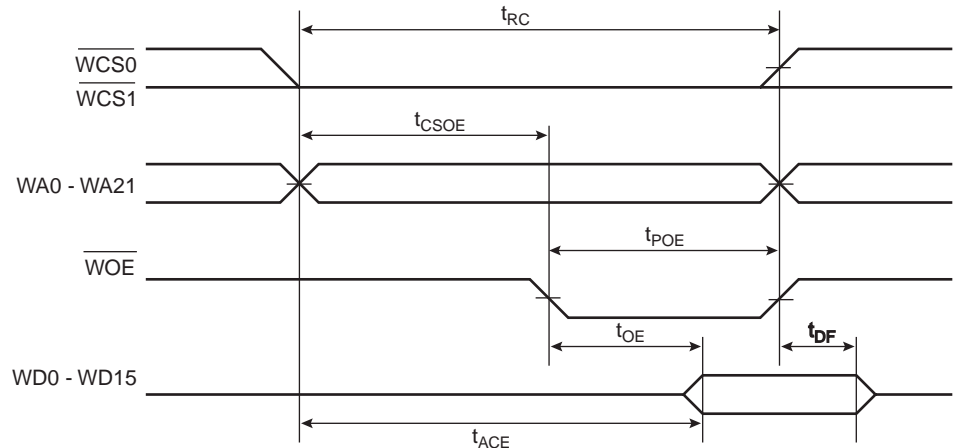 tRC
WCS0
WCS1
tCSOE
WA0 - WA21
tPOE
WOE
tOE
tDF
WD0 - WD15
tACE